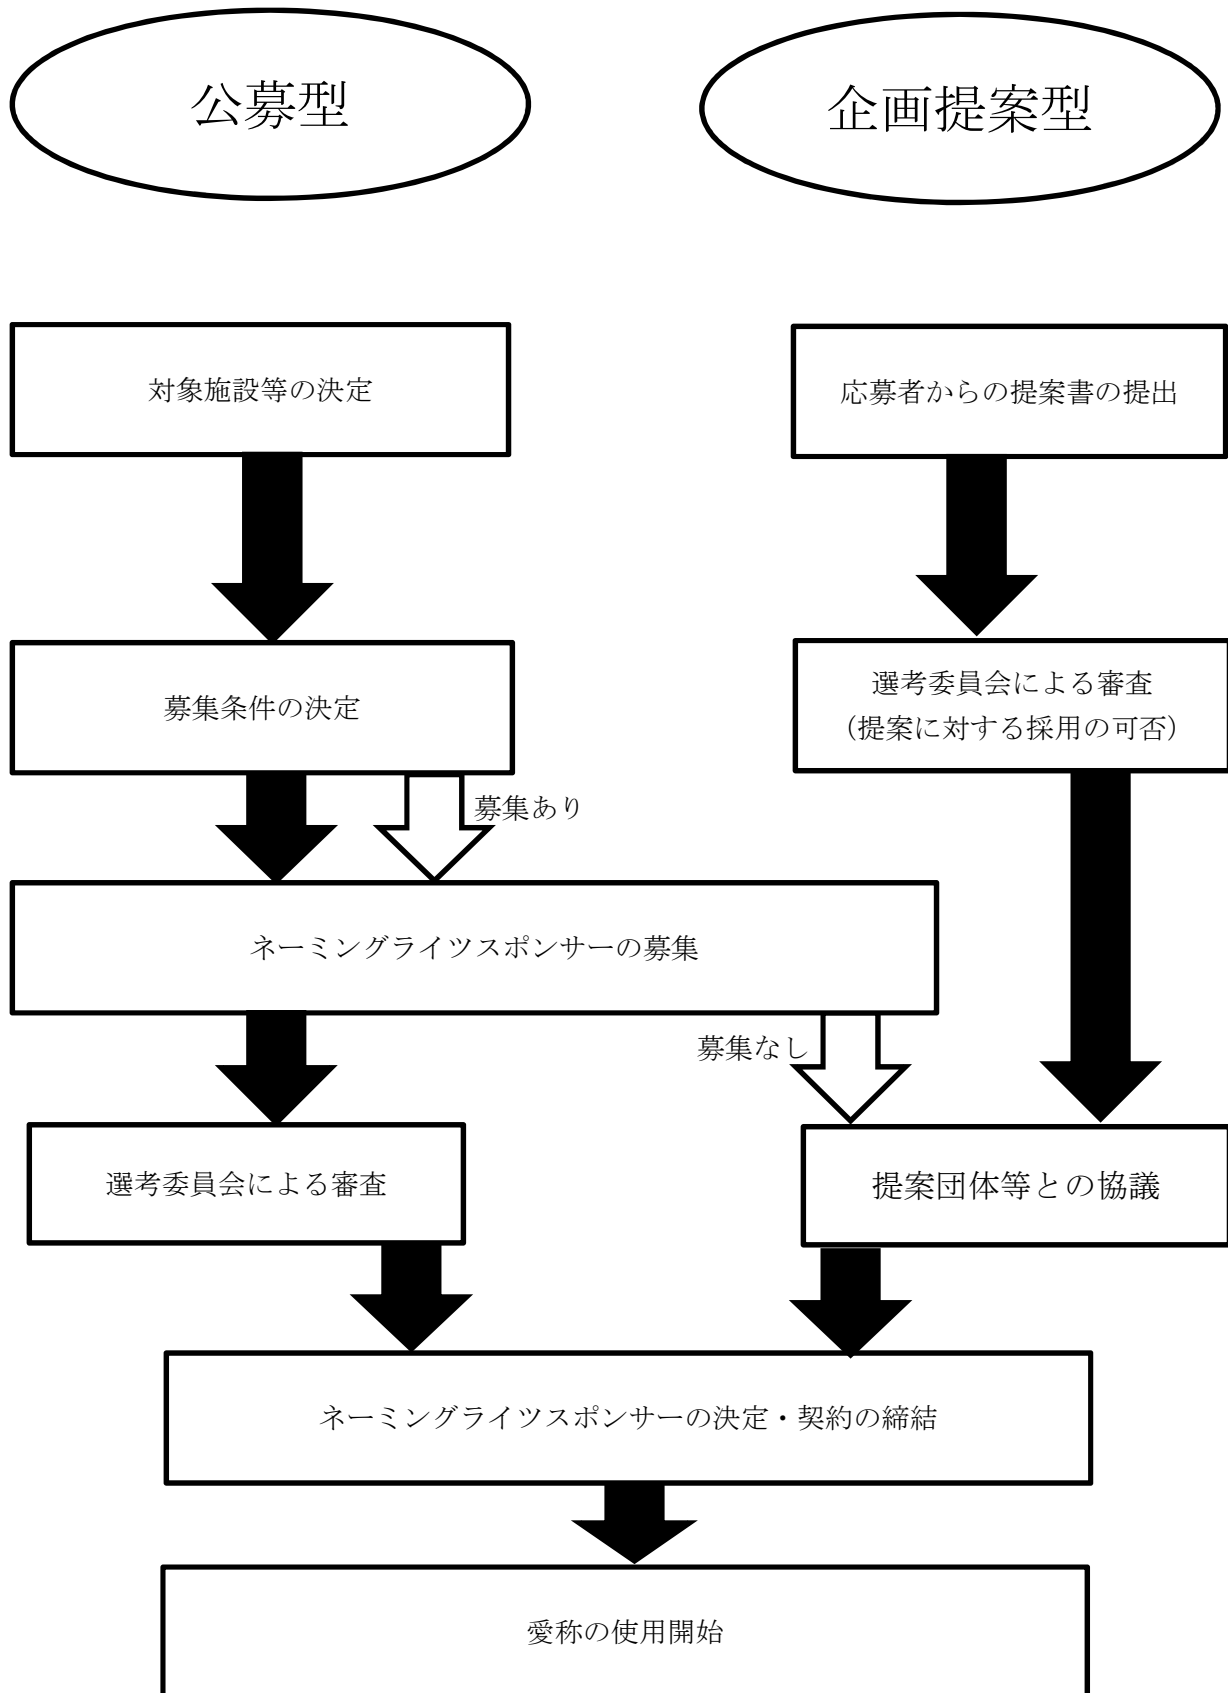 公募型
企画提案型
対象施設等の決定
応募者からの提案書の提出
募集条件の決定
選考委員会による審査
（提案に対する採用の可否）
募集あり
ネーミングライツスポンサーの募集
募集なし
選考委員会による審査
提案団体等との協議
ネーミングライツスポンサーの決定・契約の締結
愛称の使用開始